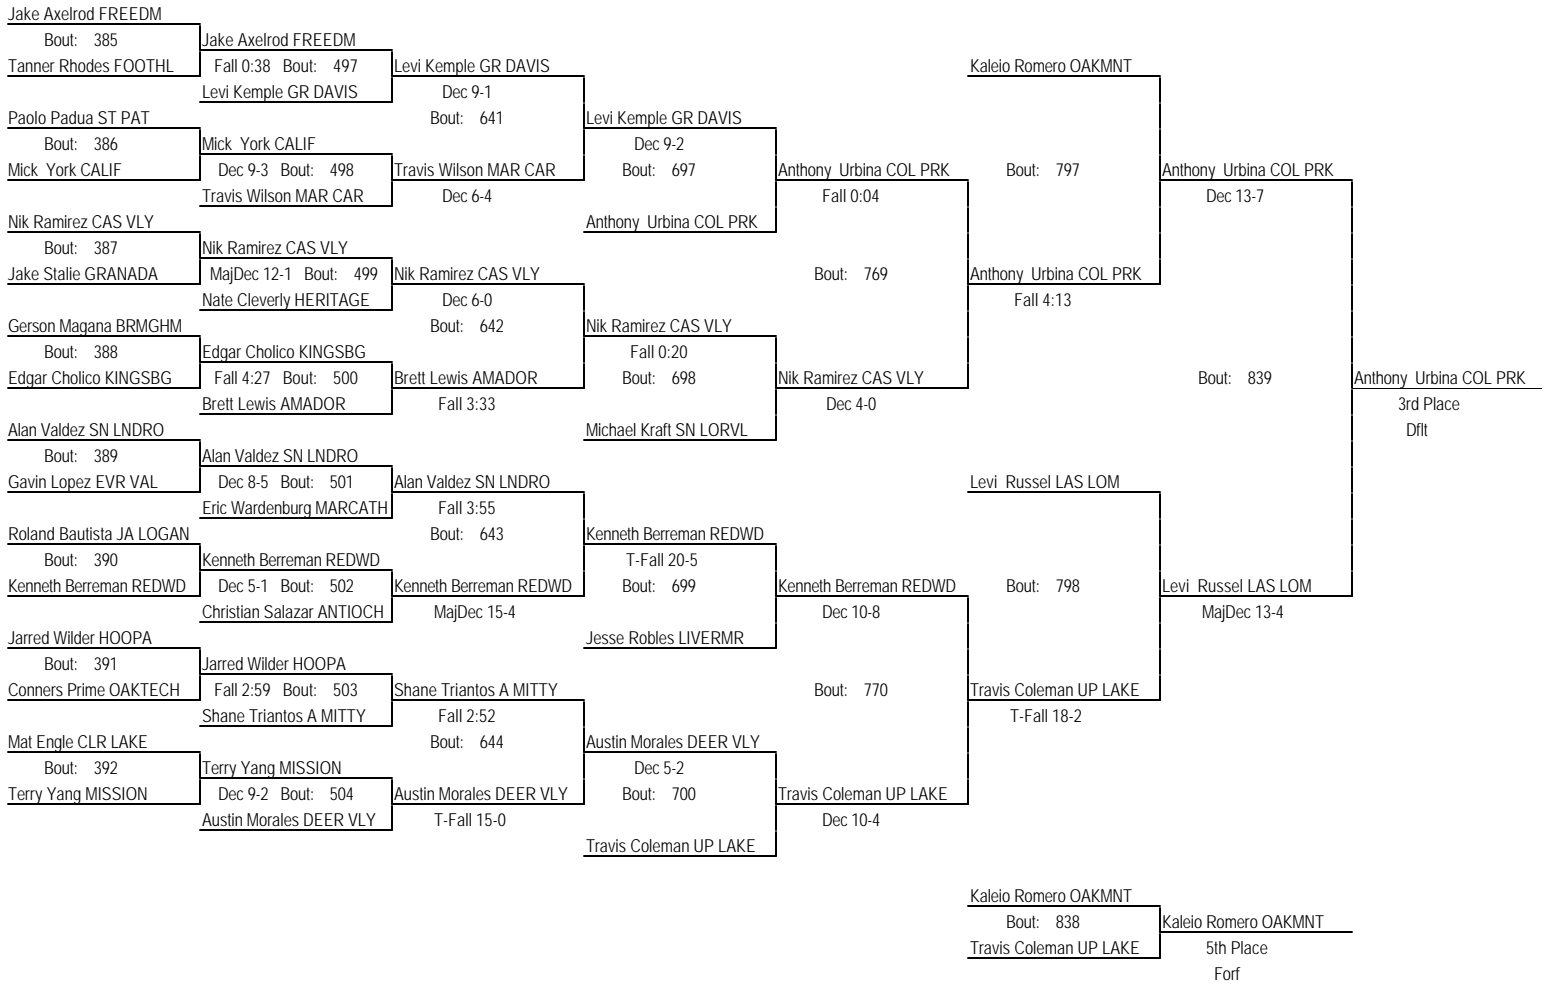 Jake Axelrod FREEDM
Bout: 385
Jake Axelrod FREEDM
Tanner Rhodes FOOTHL
Fall 0:38 Bout: 497
Levi Kemple GR DAVIS
Kaleio Romero OAKMNT
Levi Kemple GR DAVIS
Dec 9-1
Paolo Padua ST PAT
Bout: 641
Levi Kemple GR DAVIS
Bout: 386
Mick York CALIF
Dec 9-2
Mick York CALIF
Dec 9-3 Bout: 498
Travis Wilson MAR CAR
Bout: 697
Anthony Urbina COL PRK
Bout: 797
Anthony Urbina COL PRK
Travis Wilson MAR CAR
Dec 6-4
Fall 0:04
Dec 13-7
Nik Ramirez CAS VLY
Anthony Urbina COL PRK
Bout: 387
Nik Ramirez CAS VLY
Jake Stalie GRANADA
MajDec 12-1 Bout: 499
Nik Ramirez CAS VLY
Bout: 769
Anthony Urbina COL PRK
Nate Cleverly HERITAGE
Dec 6-0
Fall 4:13
Gerson Magana BRMGHM
Bout: 642
Nik Ramirez CAS VLY
Bout: 388
Edgar Cholico KINGSBG
Fall 0:20
Edgar Cholico KINGSBG
Fall 4:27 Bout: 500
Brett Lewis AMADOR
Bout: 698
Nik Ramirez CAS VLY
Bout: 839
Anthony Urbina COL PRK
Brett Lewis AMADOR
Fall 3:33
Dec 4-0
3rd Place
Alan Valdez SN LNDRO
Michael Kraft SN LORVL
Dflt
Bout: 389
Alan Valdez SN LNDRO
Gavin Lopez EVR VAL
Dec 8-5 Bout: 501
Alan Valdez SN LNDRO
Levi Russel LAS LOM
Eric Wardenburg MARCATH
Fall 3:55
Roland Bautista JA LOGAN
Bout: 643
Kenneth Berreman REDWD
Bout: 390
Kenneth Berreman REDWD
T-Fall 20-5
Kenneth Berreman REDWD
Dec 5-1 Bout: 502
Kenneth Berreman REDWD
Bout: 699
Kenneth Berreman REDWD
Bout: 798
Levi Russel LAS LOM
Christian Salazar ANTIOCH
MajDec 15-4
Dec 10-8
MajDec 13-4
Jarred Wilder HOOPA
Jesse Robles LIVERMR
Bout: 391
Jarred Wilder HOOPA
Conners Prime OAKTECH
Fall 2:59 Bout: 503
Shane Triantos A MITTY
Bout: 770
Travis Coleman UP LAKE
Shane Triantos A MITTY
Fall 2:52
T-Fall 18-2
Mat Engle CLR LAKE
Bout: 644
Austin Morales DEER VLY
Bout: 392
Terry Yang MISSION
Dec 5-2
Terry Yang MISSION
Dec 9-2 Bout: 504
Austin Morales DEER VLY
Bout: 700
Travis Coleman UP LAKE
Austin Morales DEER VLY
T-Fall 15-0
Dec 10-4
Travis Coleman UP LAKE
Kaleio Romero OAKMNT
Bout: 838
Kaleio Romero OAKMNT
Travis Coleman UP LAKE
5th Place
Forf